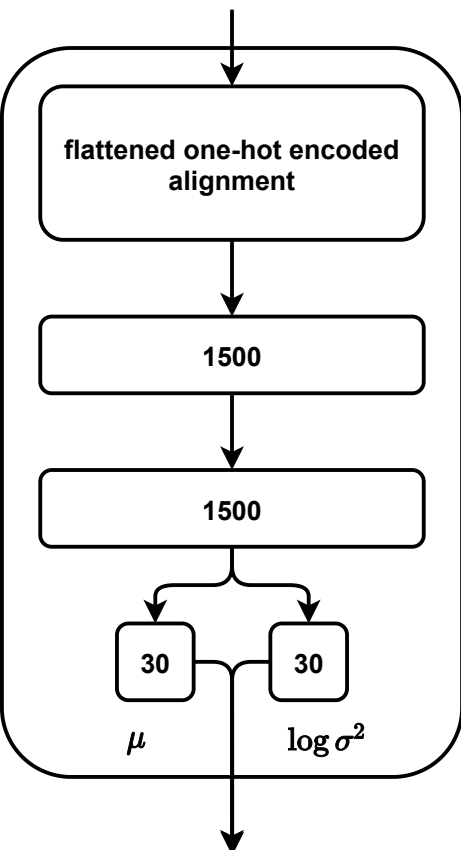 flattened one-hot encoded
alignment
1500
1500
30 30
μ log σ²